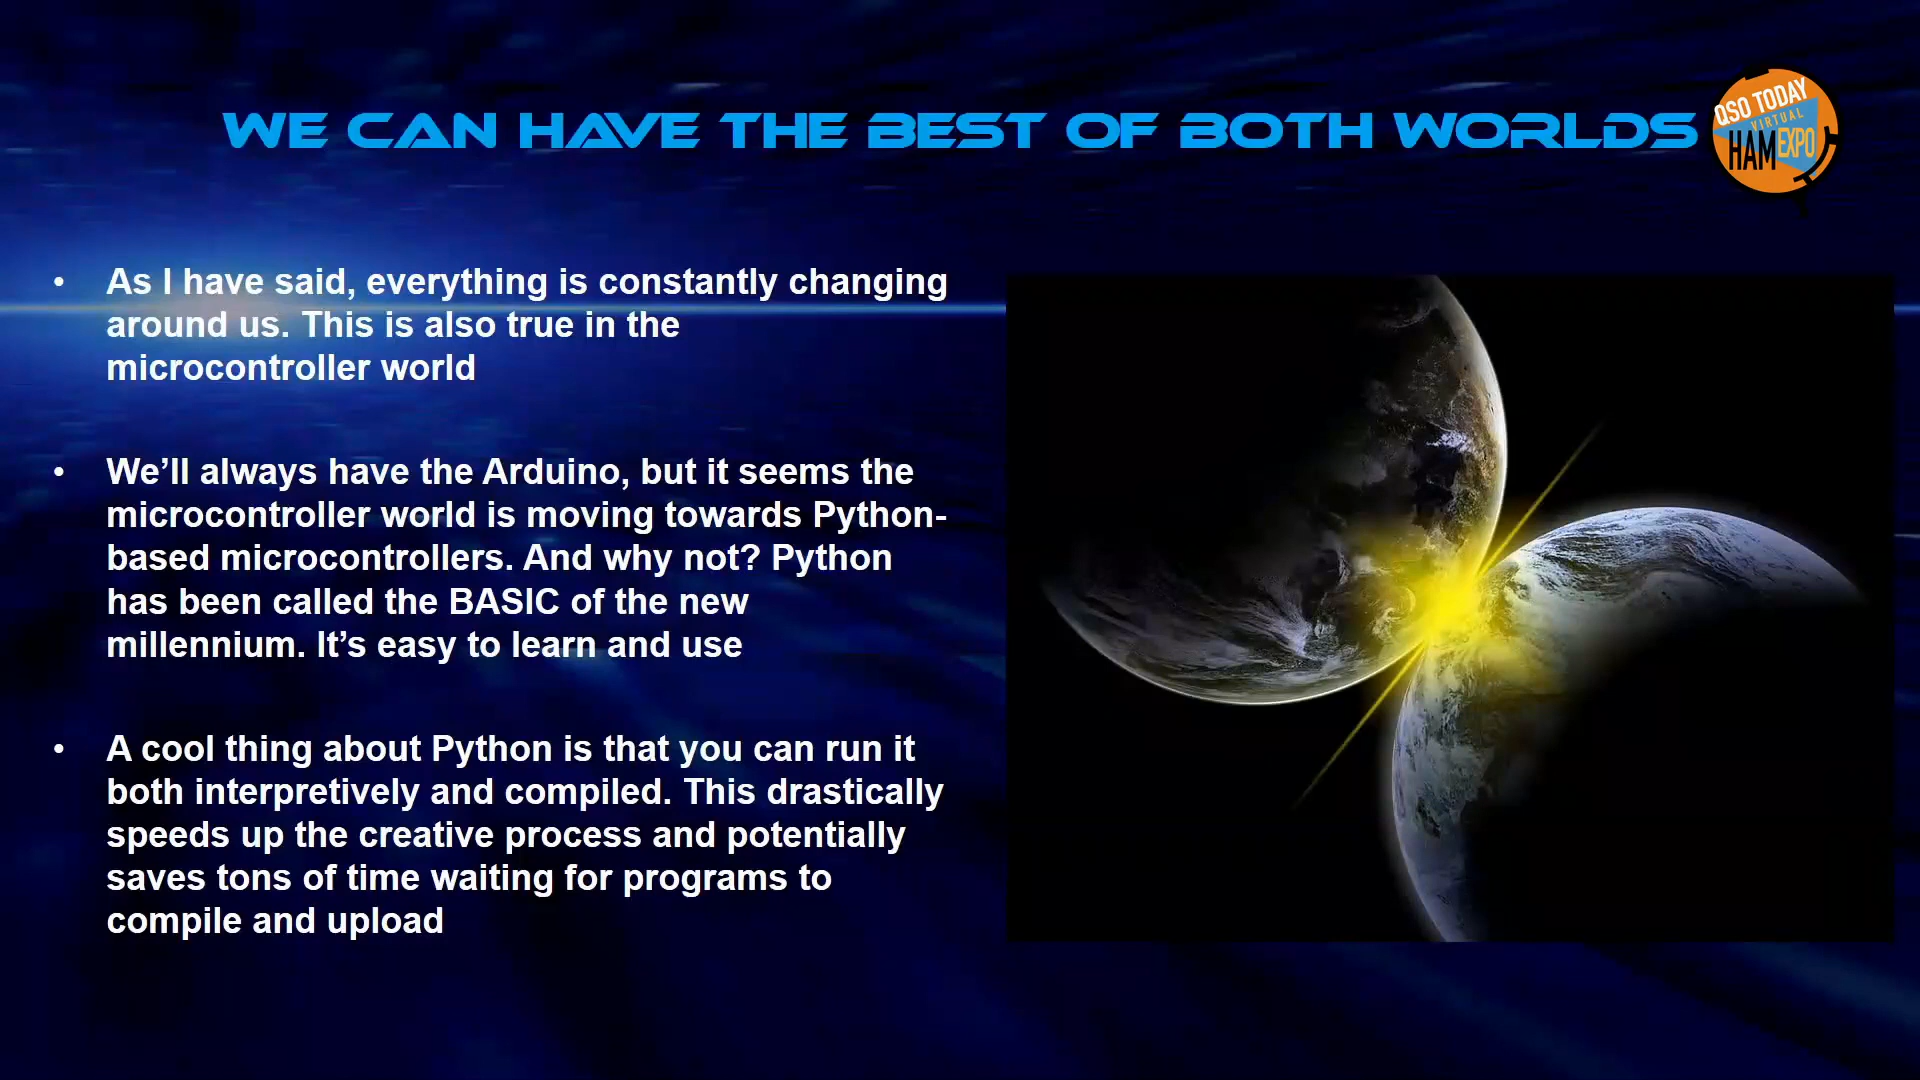 WE CAN HAVE THE BEST OF BOTH WORLDS
QSO TODAY
VIRTUAL
HAM EXPO
• As I have said, everything is constantly changing
around us. This is also true in the
microcontroller world
• We’ll always have the Arduino, but it seems the
microcontroller world is moving towards Python-
based microcontrollers. And why not? Python
has been called the BASIC of the new
millennium. It’s easy to learn and use
• A cool thing about Python is that you can run it
both interpretively and compiled. This drastically
speeds up the creative process and potentially
saves tons of time waiting for programs to
compile and upload